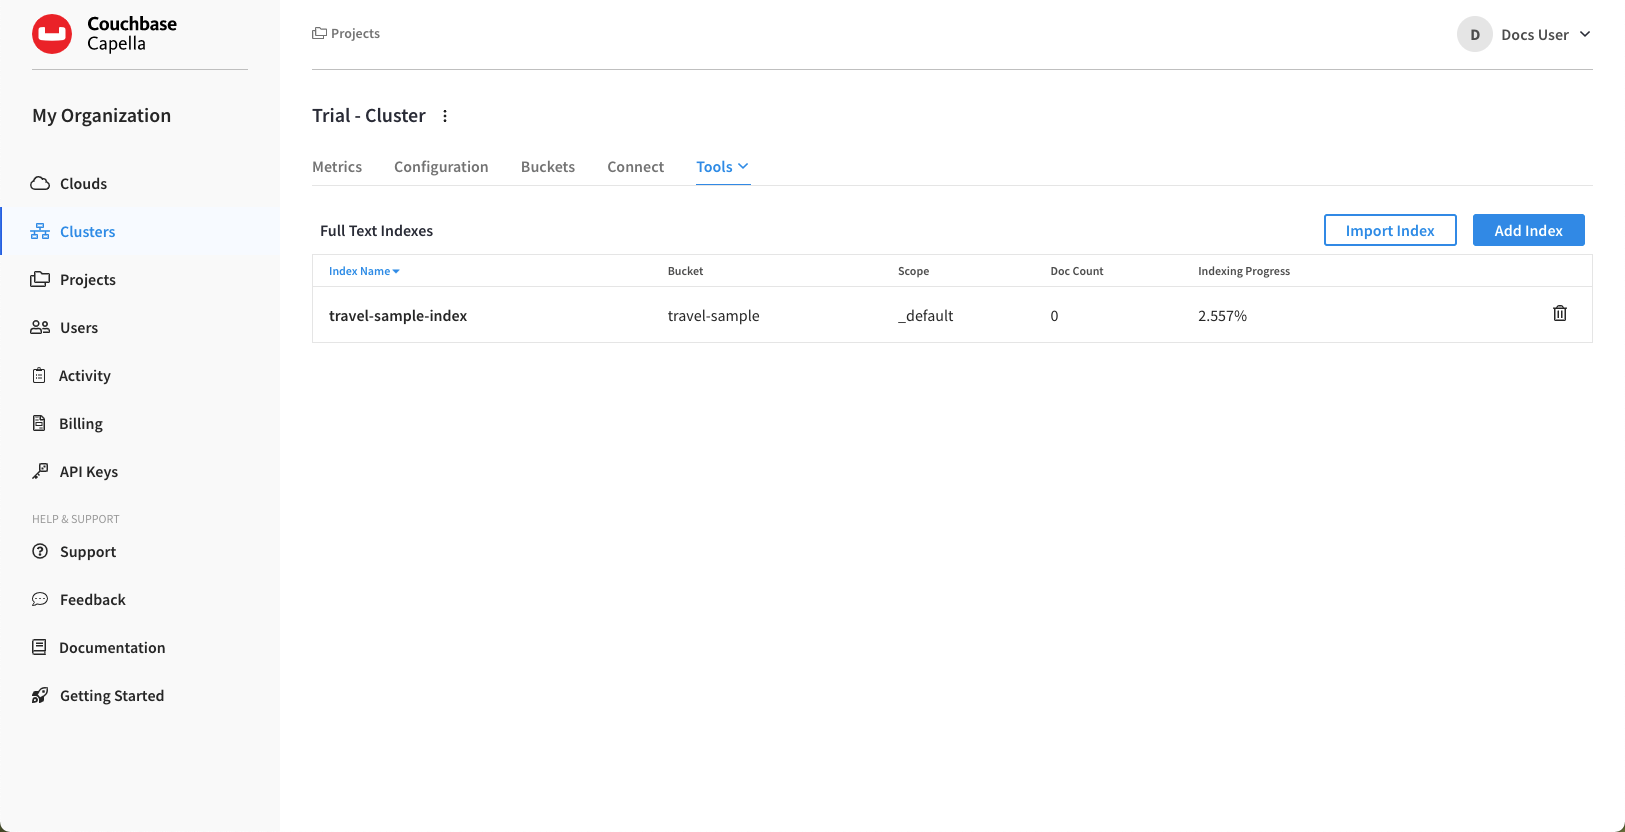 Couchbase
Capella
Projects
D Docs User
My Organization
Trial - Cluster
Metrics Configuration Buckets Connect Tools
Clouds
Clusters
Projects
Users
Activity
Billing
API Keys
HELP & SUPPORT
Support
Feedback
Documentation
Getting Started
Full Text Indexes Import Index Add Index
Index Name Bucket Scope Doc Count Indexing Progress
travel-sample-index travel-sample _default 0 2.557%